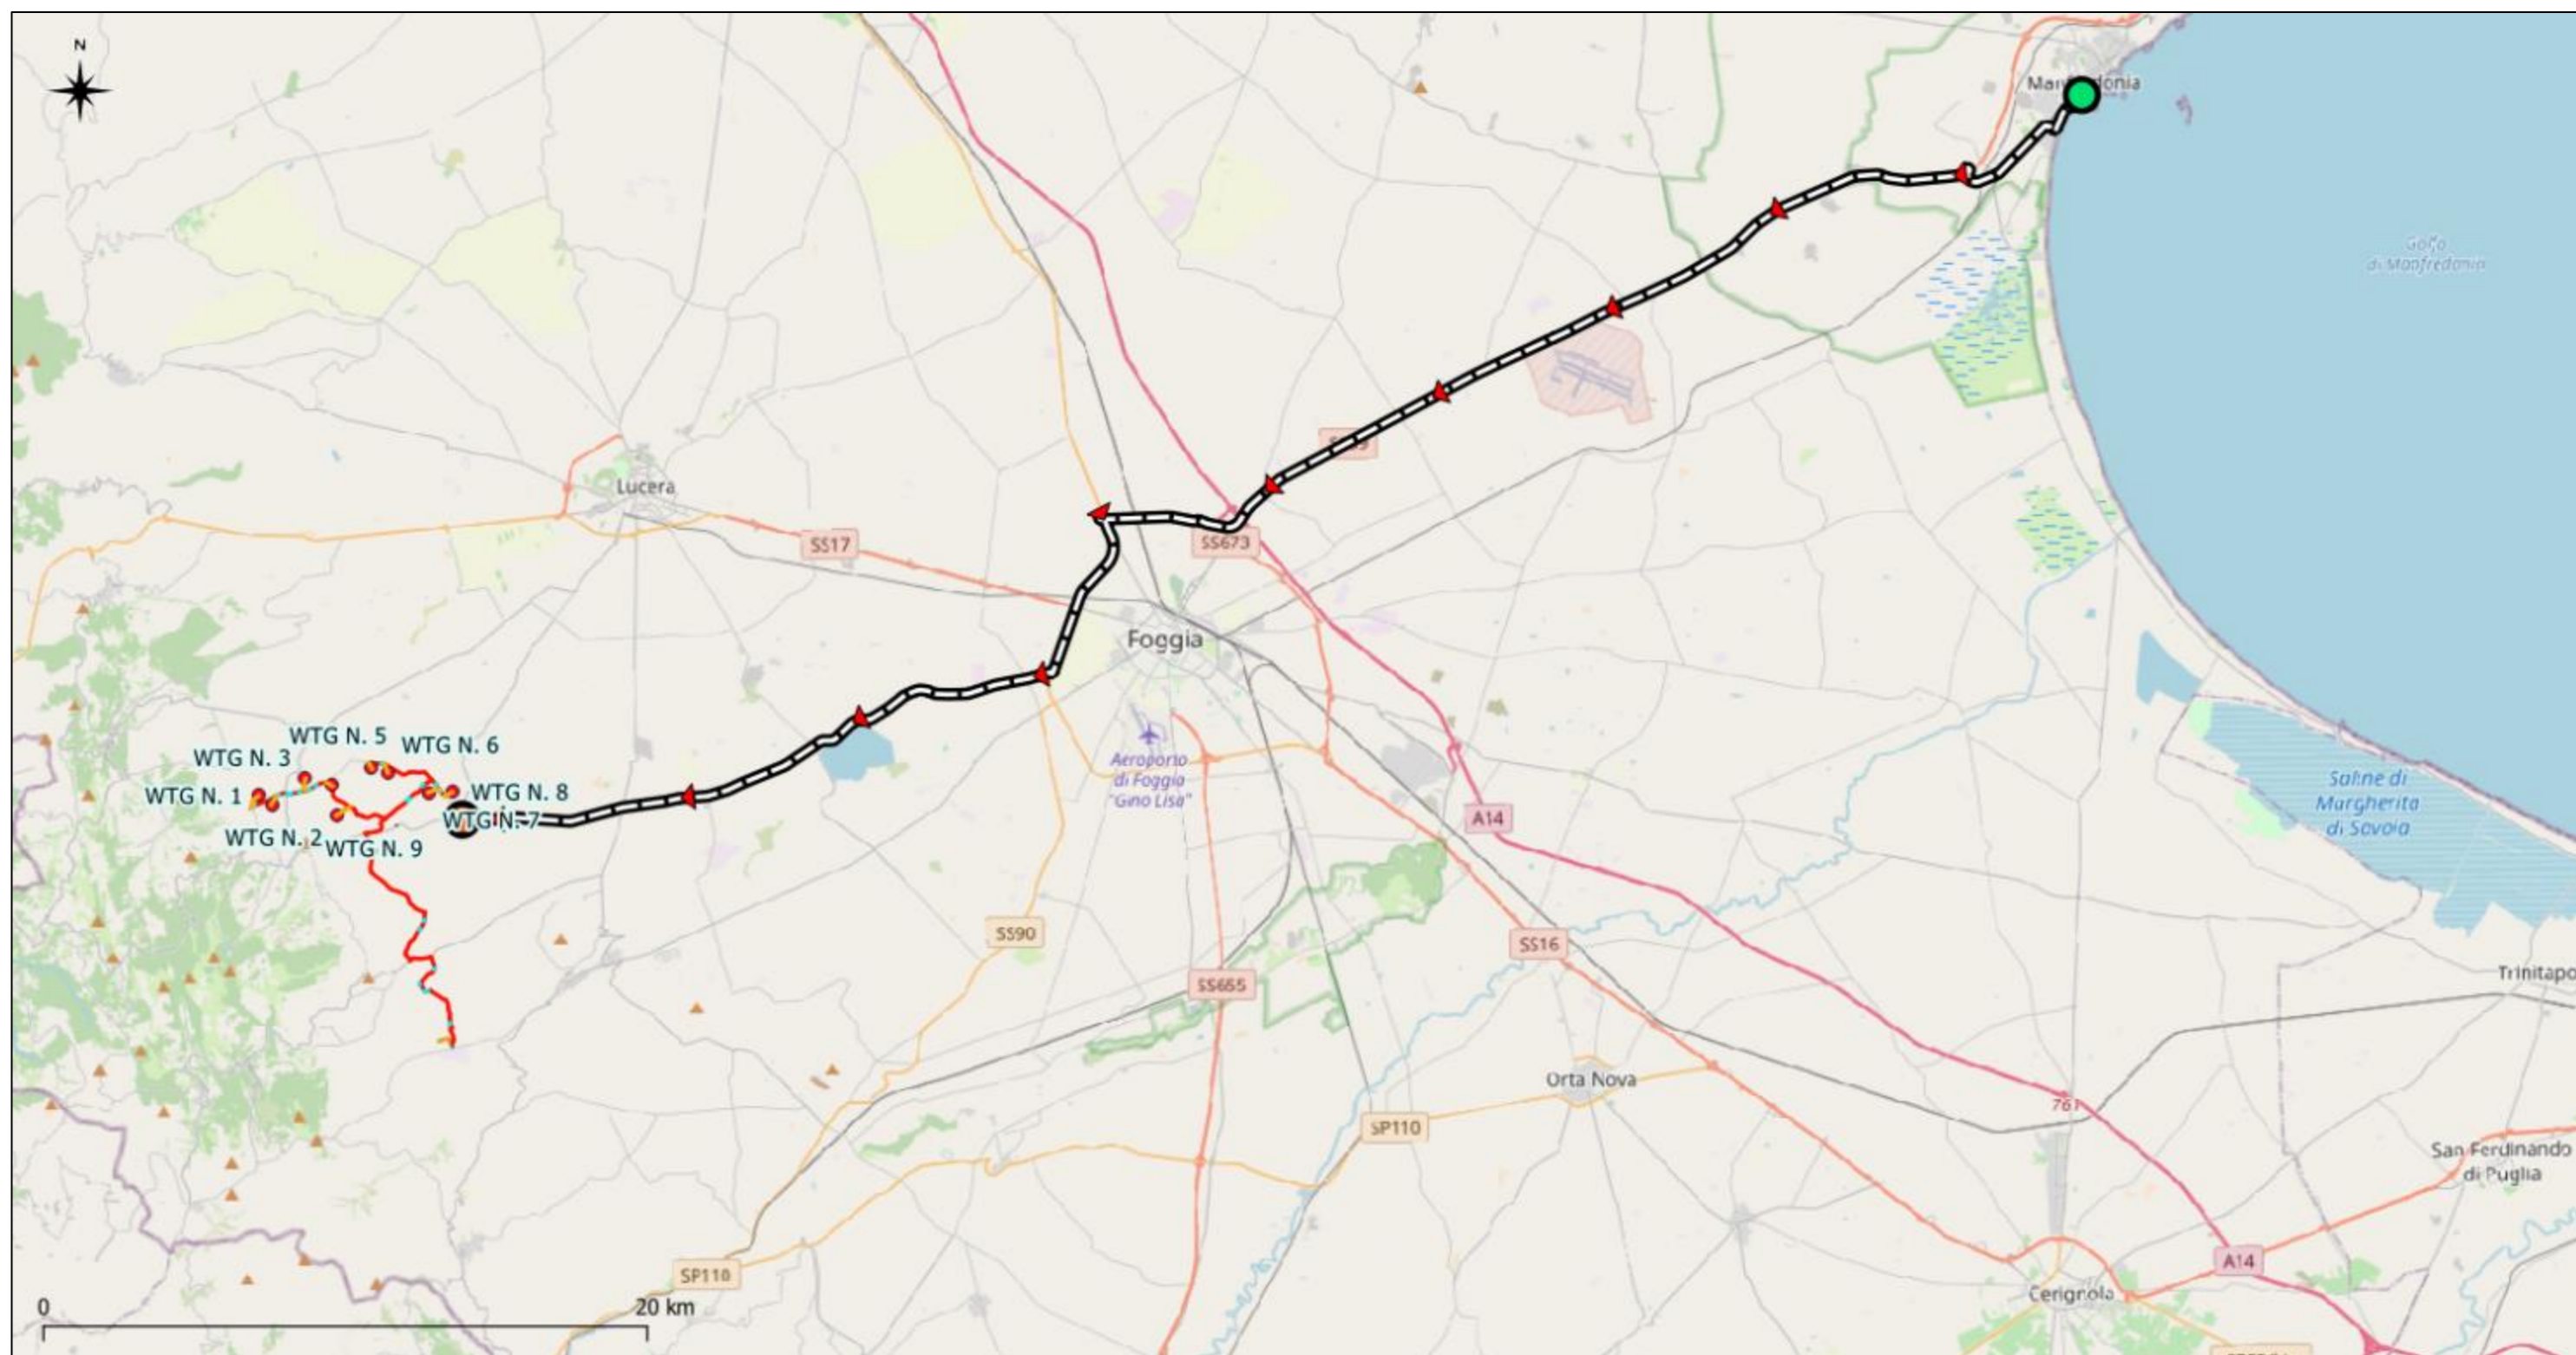 N
Manfredonia
Golfo
di Manfredonia
Lucera
SS17
SS673
Foggia
Aeroporto
di Foggia
"Gino Lisa"
WTG N. 5
WTG N. 6
WTG N. 3
WTG N. 1
WTG N. 8
WTG N. 7
WTG N. 2
WTG N. 9
Saline di
Margherita
di Savoia
A14
SS90
SS16
SS655
Trinitapo
Orta Nova
761
SP110
San Ferdinando
di Puglia
A14
SP110
Cerignola
0
20 km